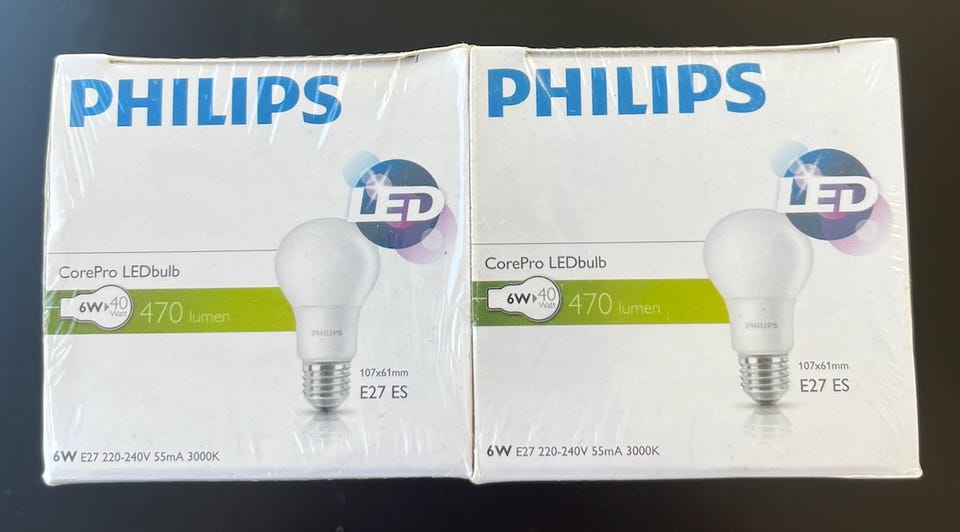 PHILIPS
LED
CorePro LEDbulb
6W 40 Watt 470 lumen
PHILIPS
107x61mm
E27 ES
6W E27 220-240V 55mA 3000K
PHILIPS
LED
CorePro LEDbulb
6W 40 Watt 470 lumen
PHILIPS
107x61mm
E27 ES
6W E27 220-240V 55mA 3000K